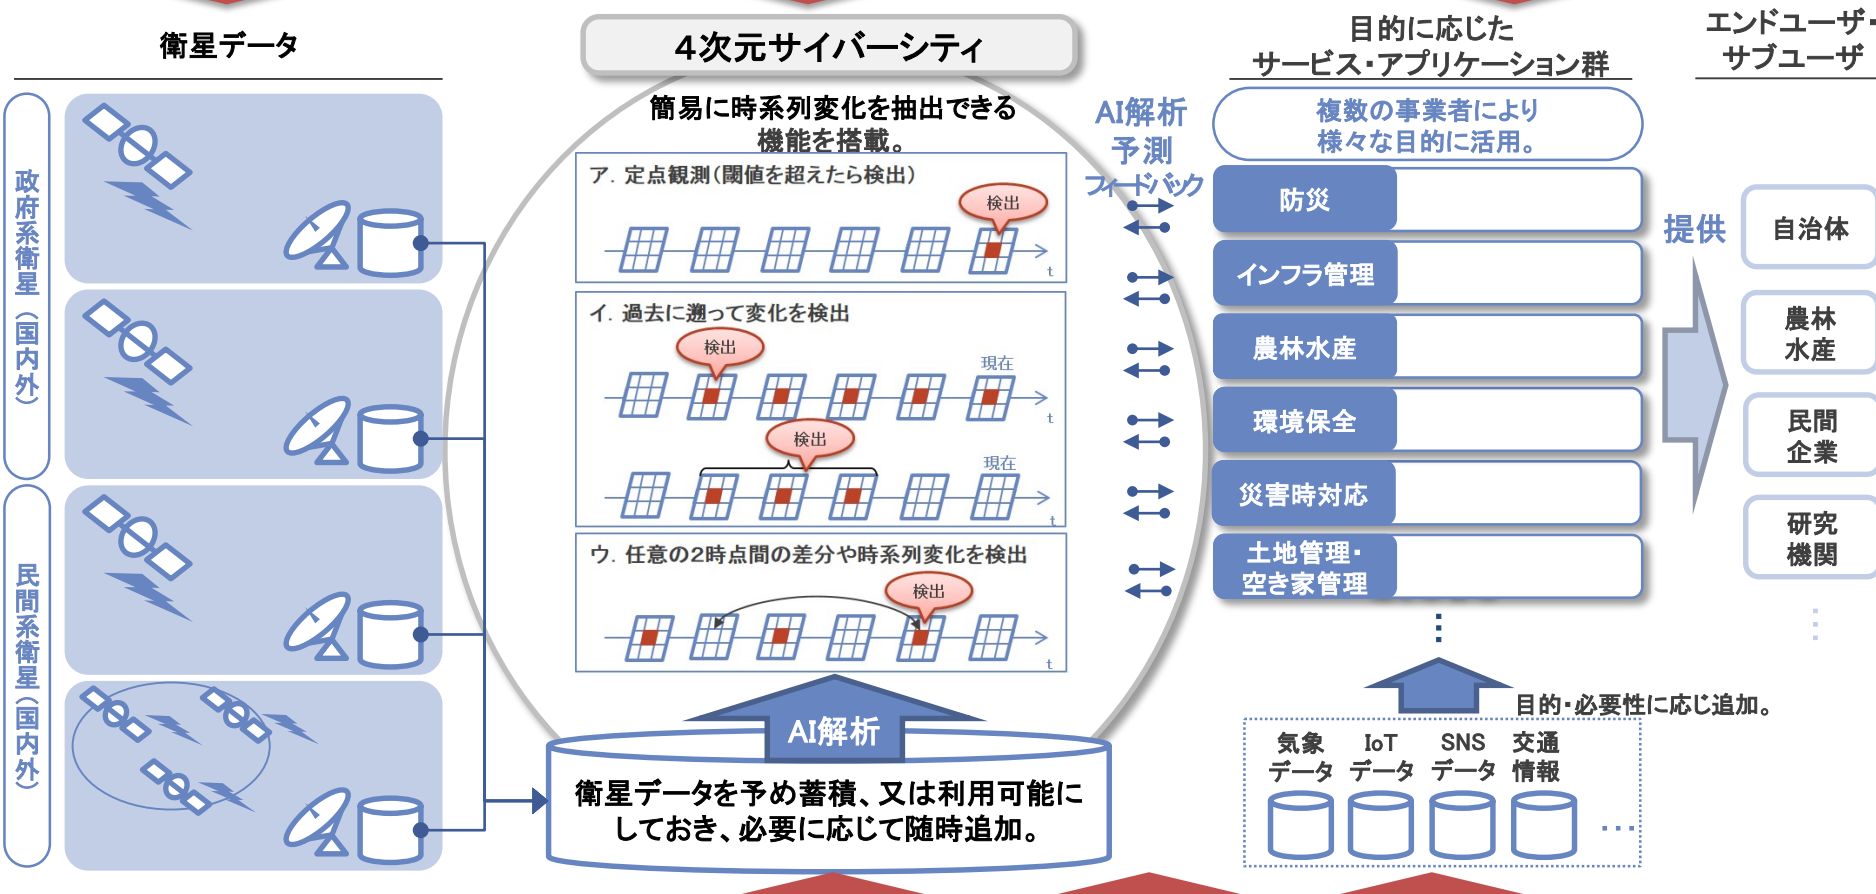 衛星データ
政府系衛星（国内外）
民間系衛星（国内外）
４次元サイバーシティ
簡易に時系列変化を抽出できる
機能を搭載。
ア．定点観測（閾値を超えたら検出）
検出
t
イ．過去に遡って変化を検出
検出
現在
t
検出
現在
t
ウ．任意の2時点間の差分や時系列変化を検出
検出
t
AI解析
衛星データを予め蓄積、又は利用可能に
しておき、必要に応じて随時追加。
AI解析
予測
フィードバック
目的に応じた
サービス・アプリケーション群
複数の事業者により
様々な目的に活用。
防災
インフラ管理
農林水産
環境保全
災害時対応
土地管理・
空き家管理
⋮
目的・必要性に応じ追加。
気象
データ
IoT
データ
SNS
データ
交通
情報
…
提供
エンドユーザ・
サブユーザ
自治体
農林
水産
民間
企業
研究
機関
⋮